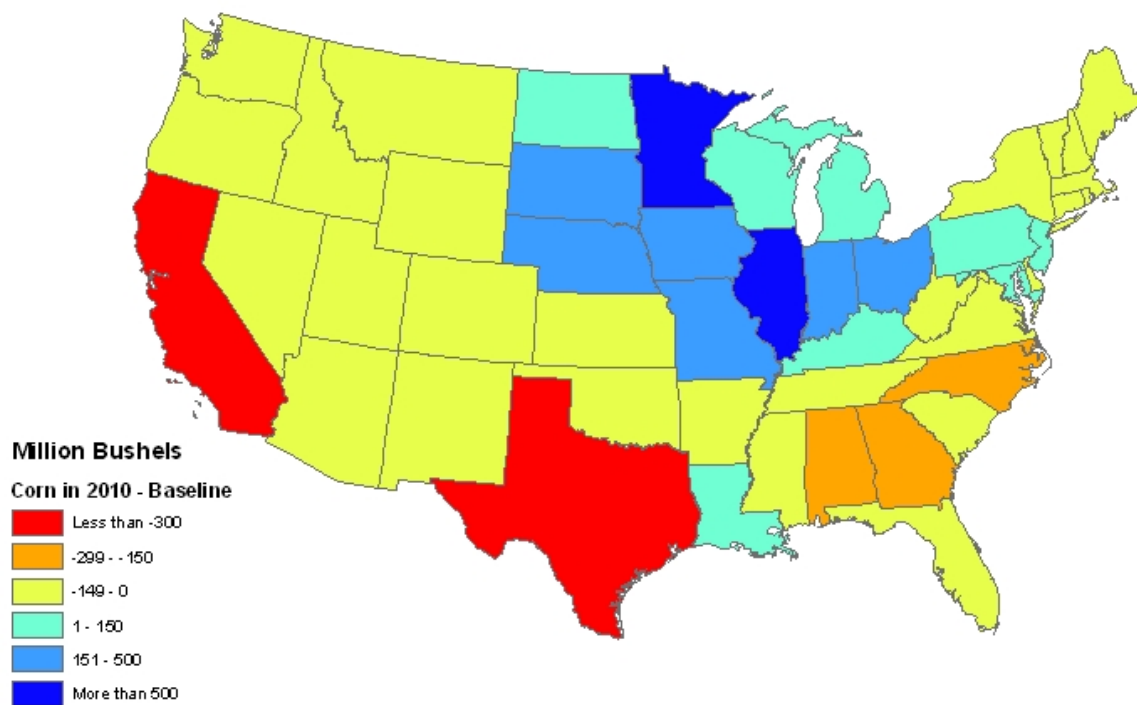 Million Bushels
Corn in 2010 - Baseline
Less than -300
-299 - -150
-149 - 0
1 - 150
151 - 500
More than 500